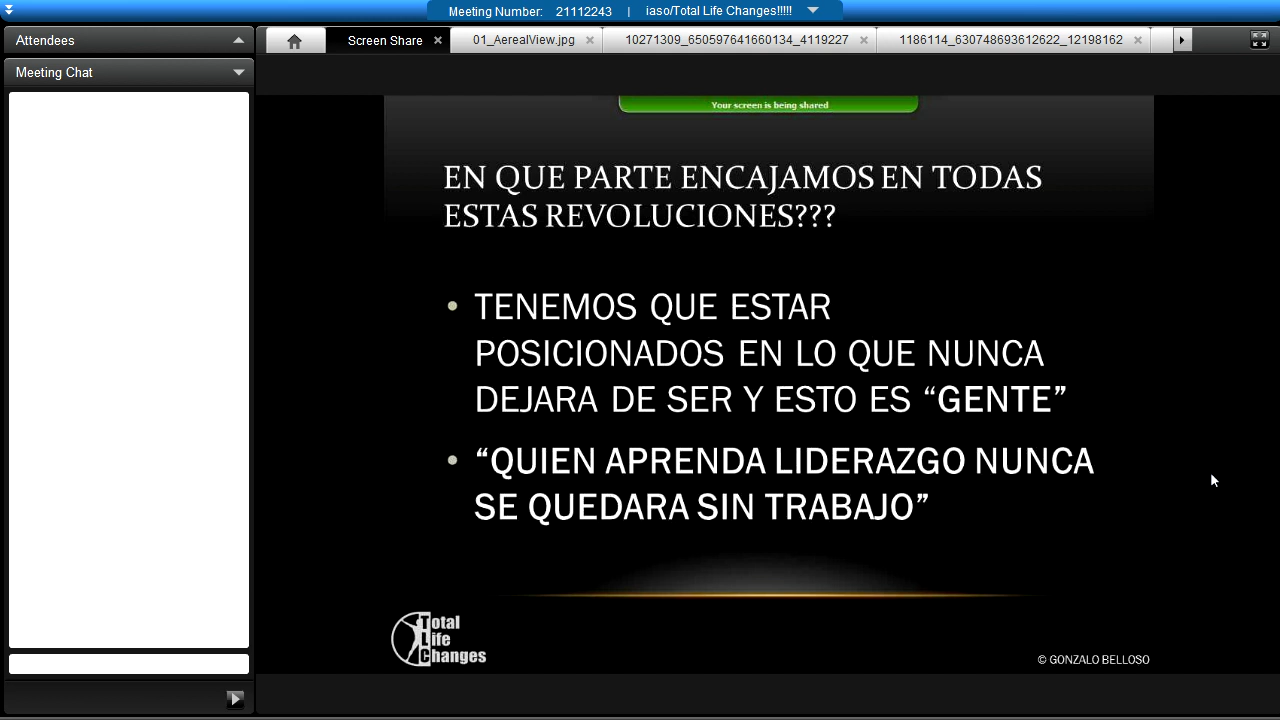 Meeting Number: 21112243 | iaso/Total Life Changes!!!!!
Attendees
Screen Share
01_AerealView.jpg
10271309_650597641660134_4119227
1186114_630748693612622_12198162
Meeting Chat
Your screen is being shared
EN QUE PARTE ENCAJAMOS EN TODAS
ESTAS REVOLUCIONES???
• TENEMOS QUE ESTAR
POSICIONADOS EN LO QUE NUNCA
DEJARA DE SER Y ESTO ES “GENTE”
• “QUIEN APRENDA LIDERAZGO NUNCA
SE QUEDARA SIN TRABAJO”
Total
Life
Changes
© GONZALO BELLOSO